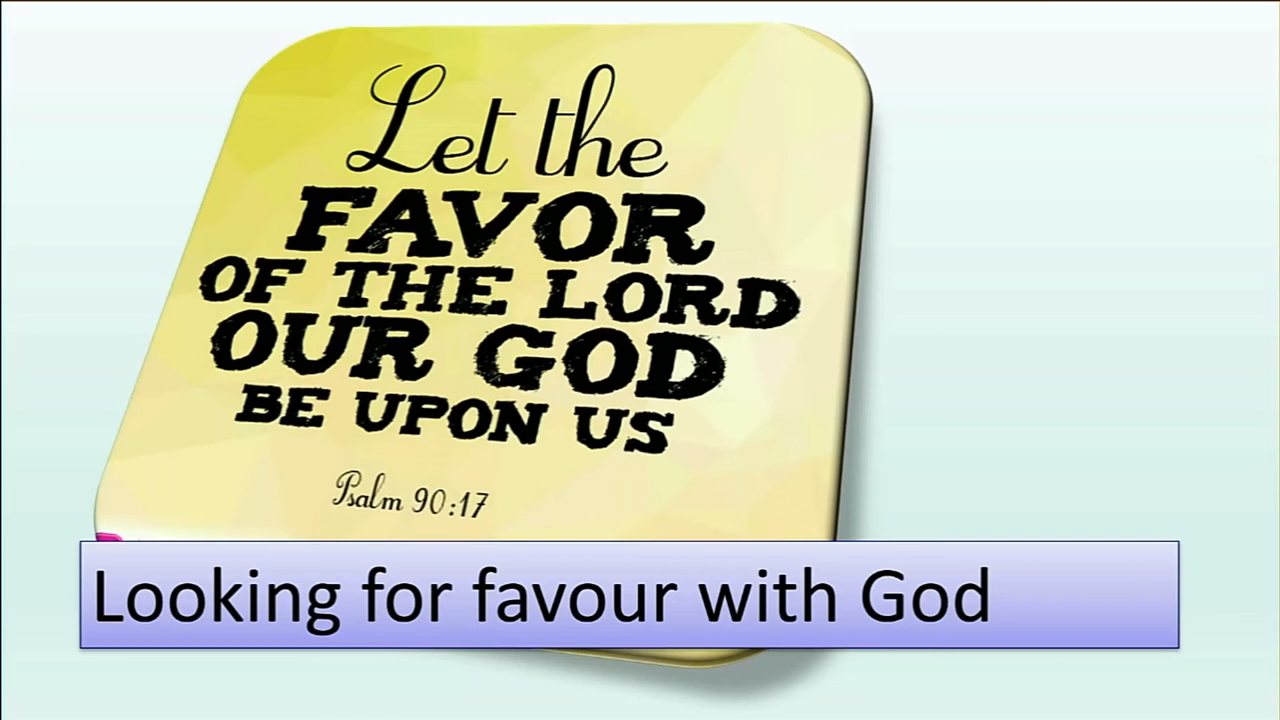 Let the
FAVOR
OF THE LORD
OUR GOD
BE UPON US
Psalm 90:17
Looking for favour with God